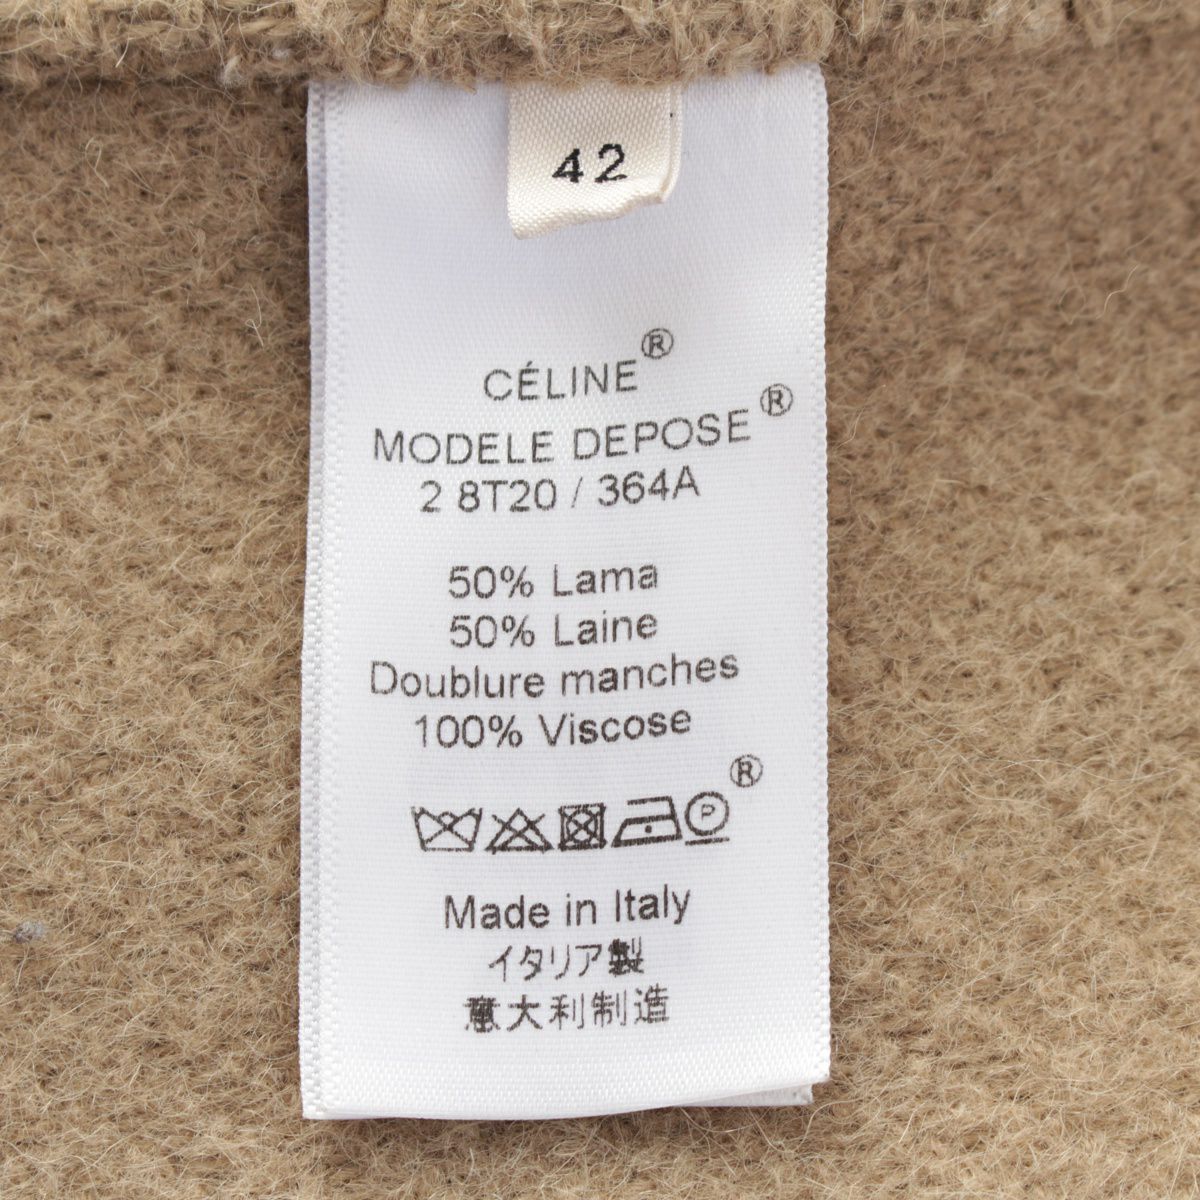 42
CÉLINE®
MODELE DEPOSE®
2 8T20 / 364A
50% Lama
50% Laine
Doublure manches
100% Viscose
P ®
Made in Italy
イタリア製
意大利制造